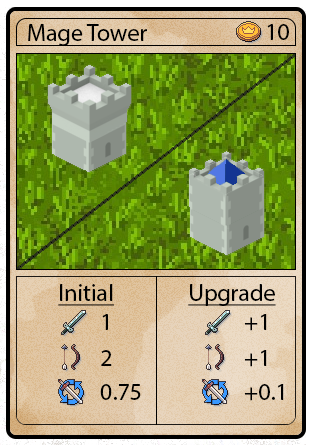 Mage Tower 10
Initial Upgrade
1 +1
2 +1
0.75 +0.1